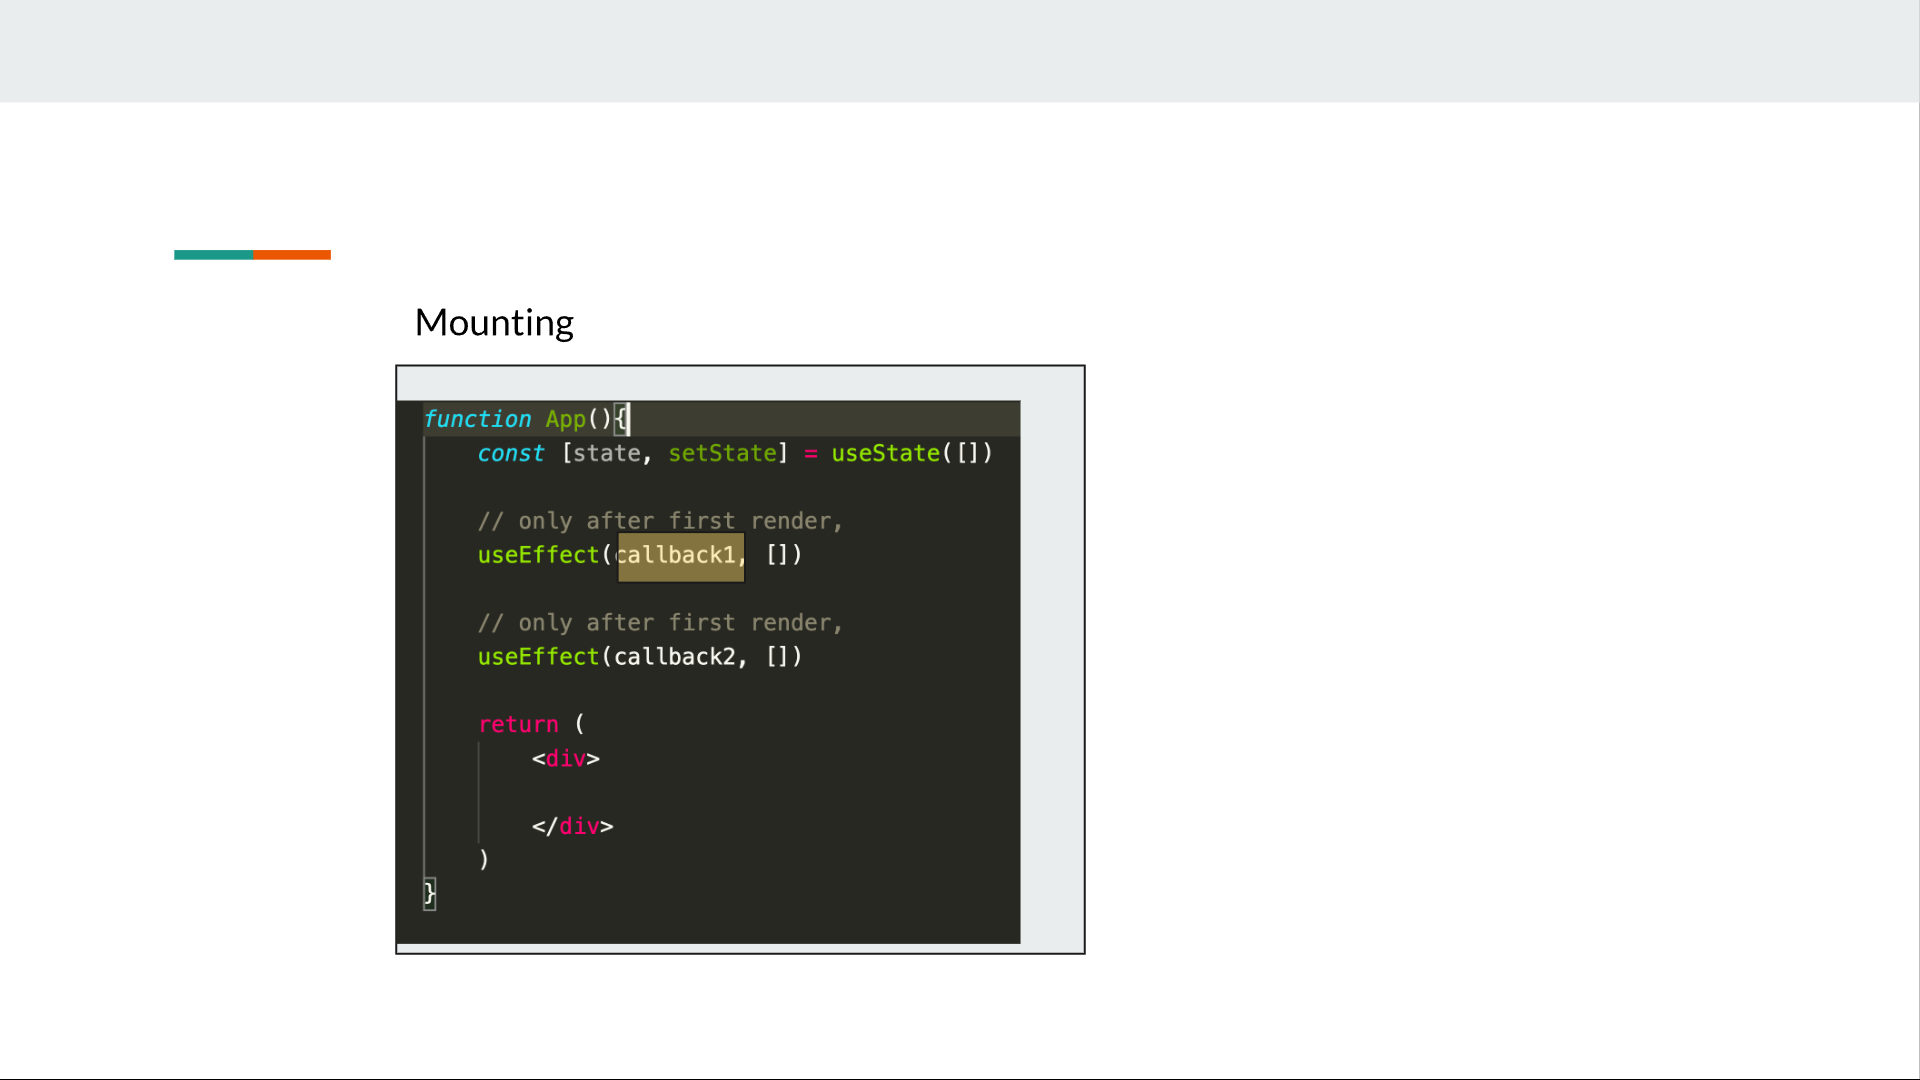 Mounting
function App(){
const [state, setState] = useState([])
// only after first render,
useEffect(callback1, [])
// only after first render,
useEffect(callback2, [])
return (
<div>
</div>
)
}